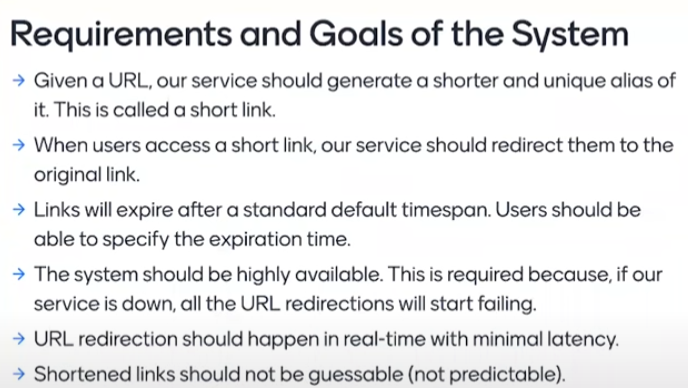 Requirements and Goals of the System
→ Given a URL, our service should generate a shorter and unique alias of
it. This is called a short link.
→ When users access a short link, our service should redirect them to the
original link.
→ Links will expire after a standard default timespan. Users should be
able to specify the expiration time.
→ The system should be highly available. This is required because, if our
service is down, all the URL redirections will start failing.
→ URL redirection should happen in real-time with minimal latency.
→ Shortened links should not be guessable (not predictable).